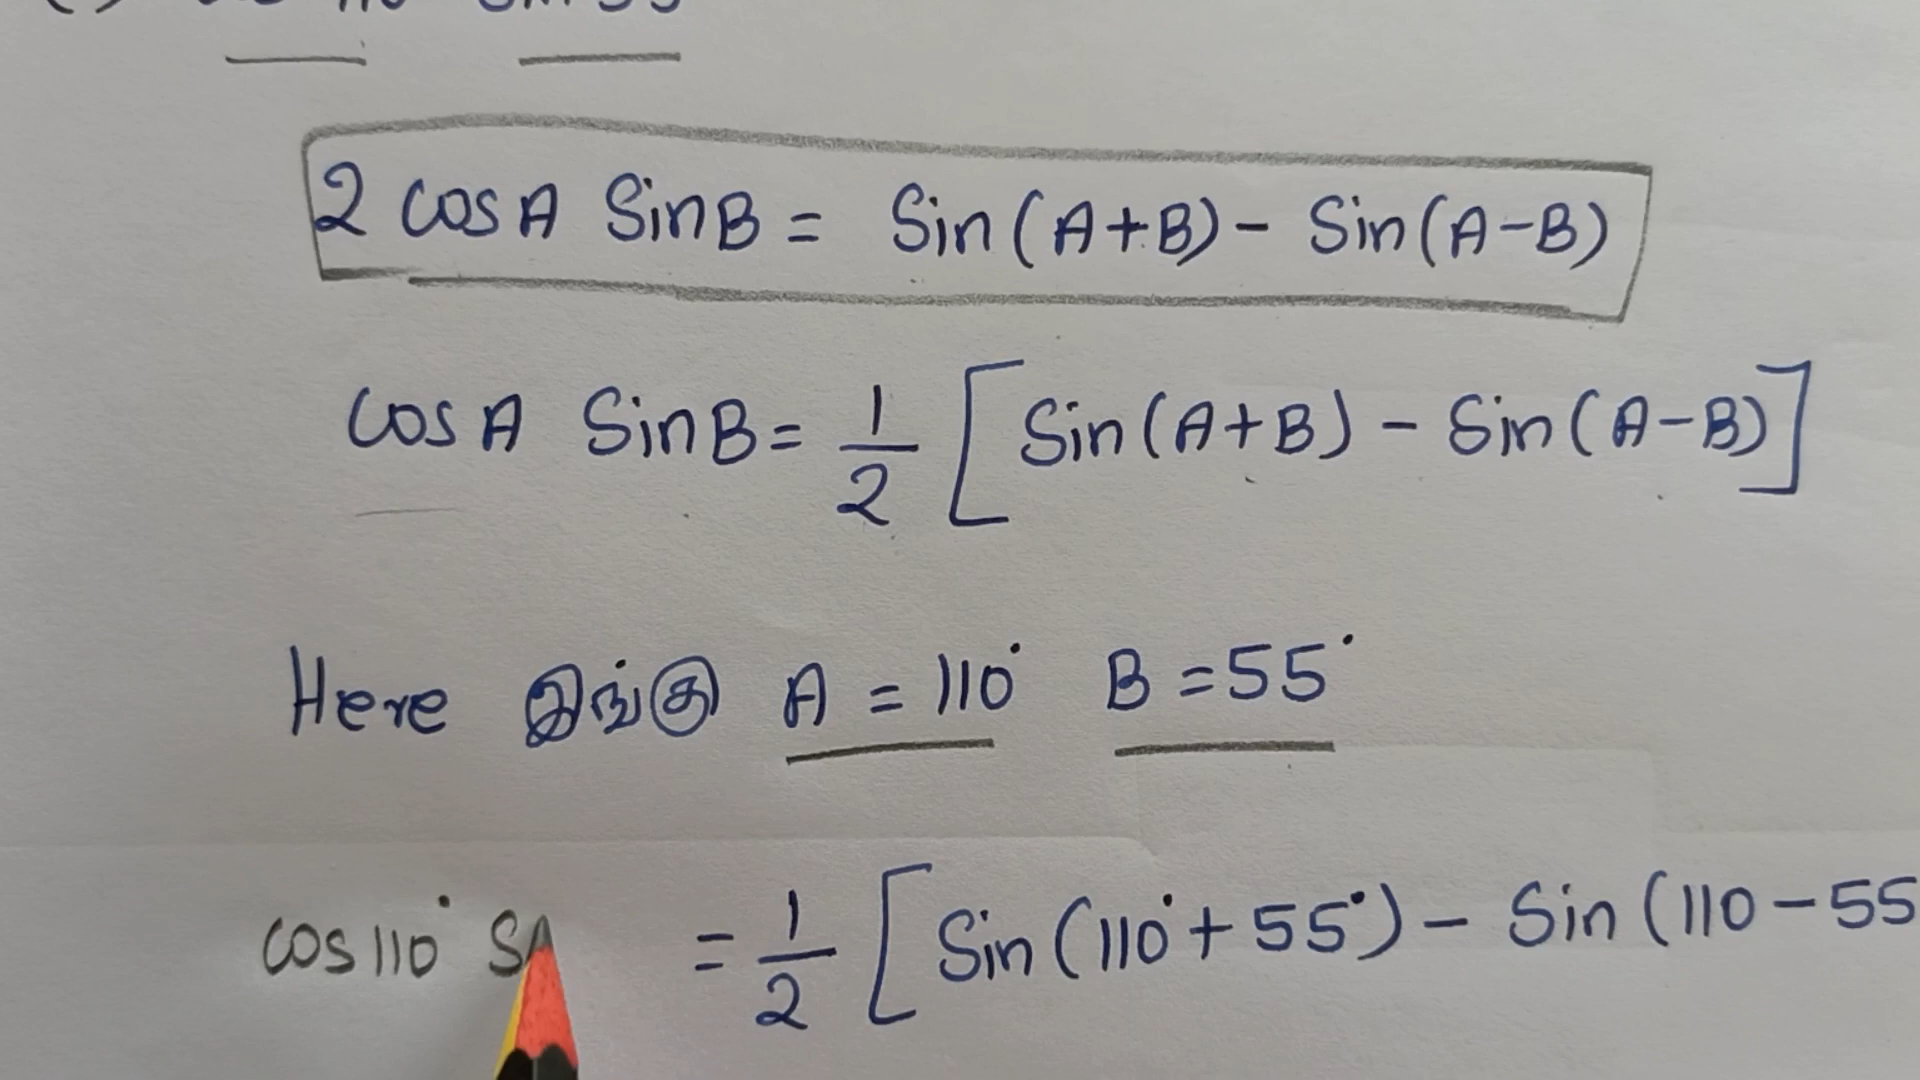 2 cos A Sin B = Sin (A+B) - Sin (A-B)
cos A Sin B = 1/2 [Sin (A+B) - Sin (A-B)]
Here இங்கு A = 110° B = 55°
cos 110° = 1/2 [Sin (110° + 55°) - Sin (110 - 55